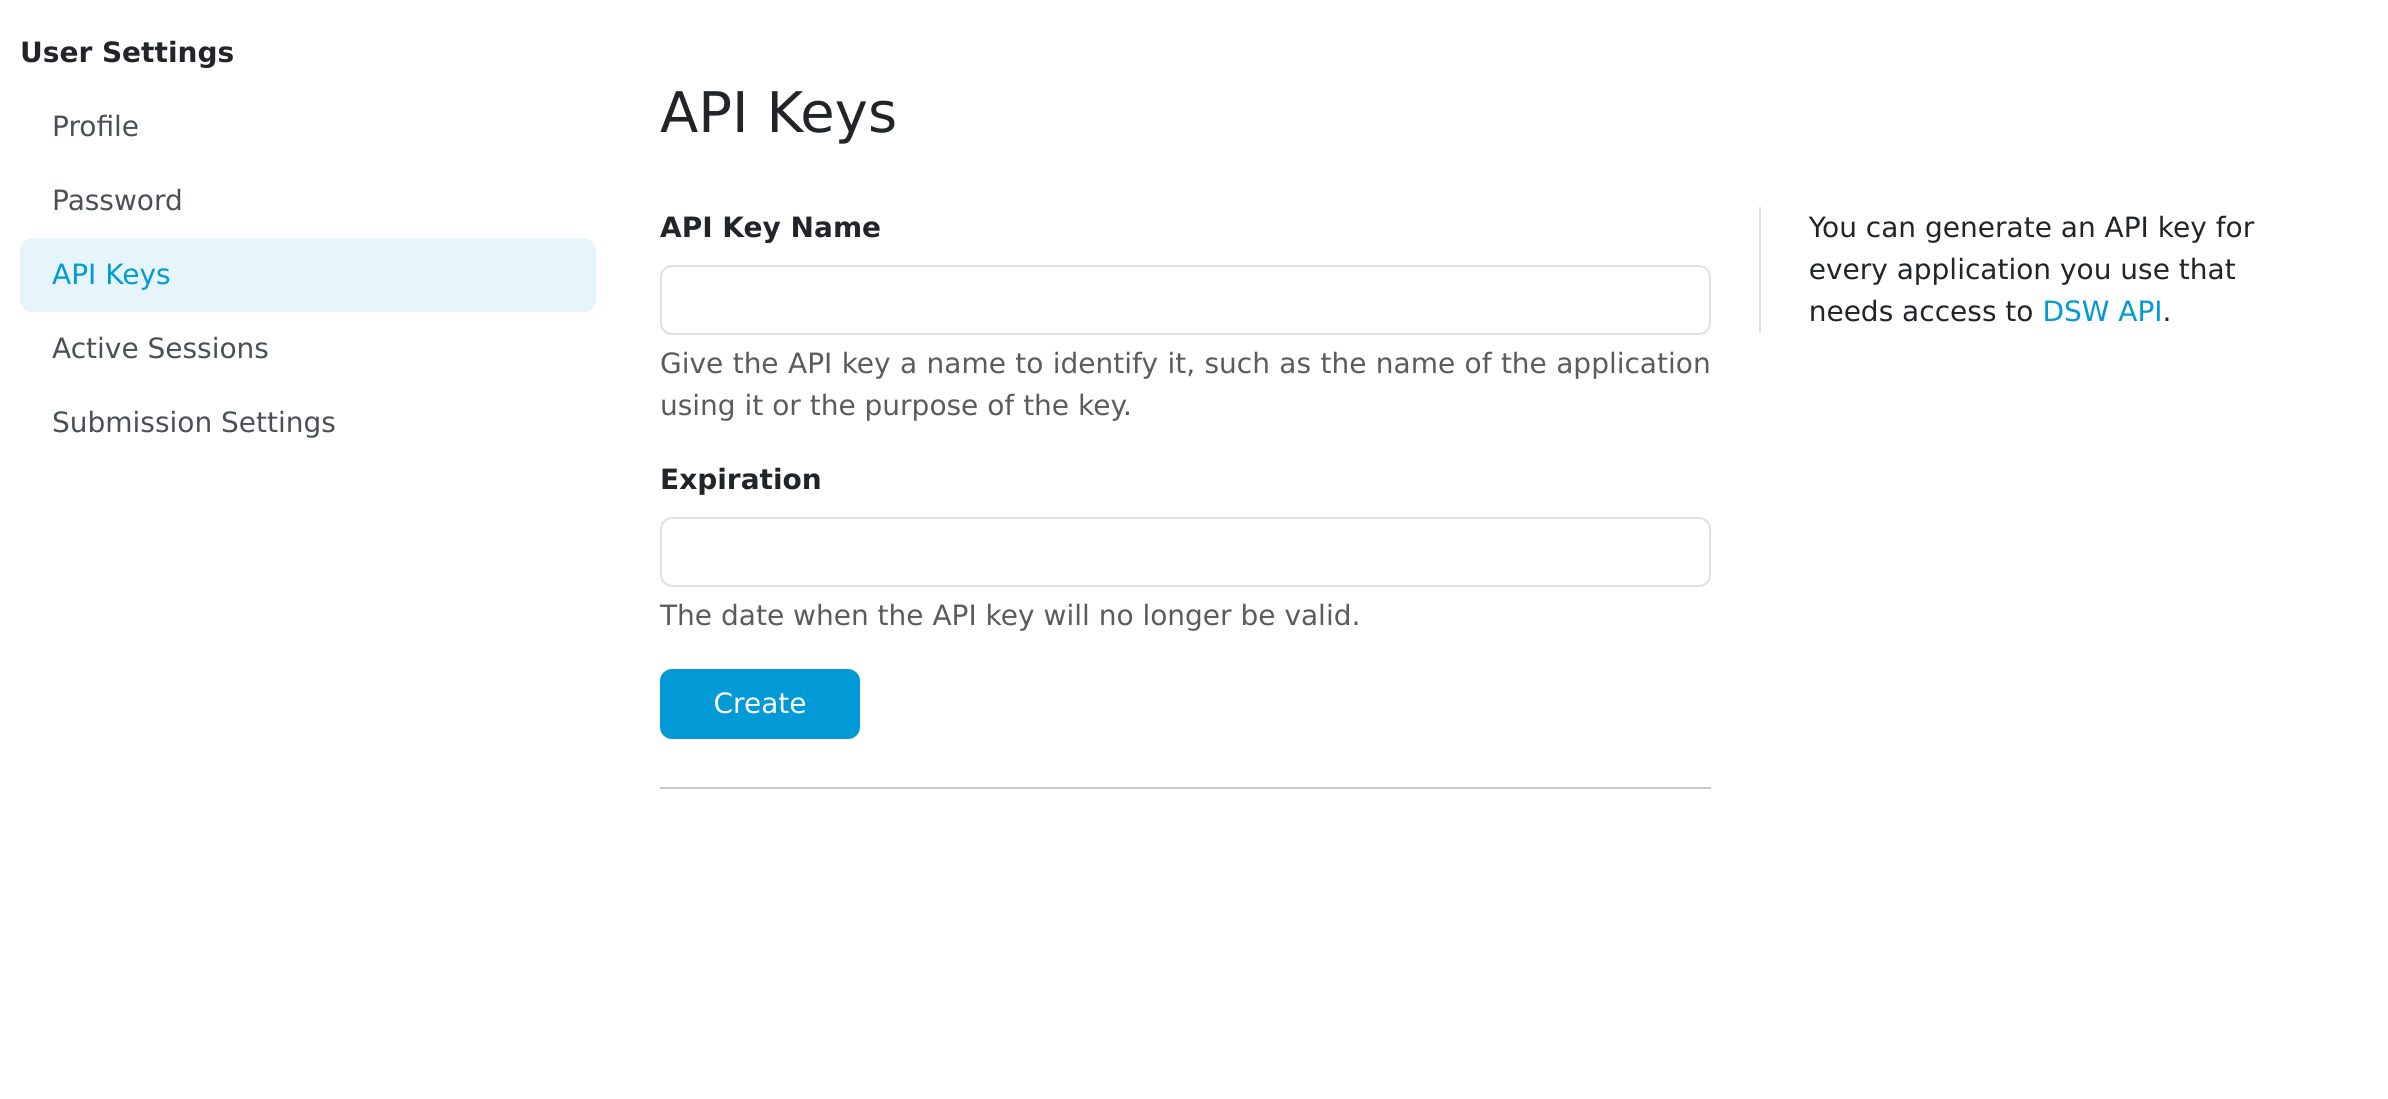 User Settings
Profile
Password
API Keys
Active Sessions
Submission Settings
API Keys
API Key Name
Give the API key a name to identify it, such as the name of the application
using it or the purpose of the key.
Expiration
The date when the API key will no longer be valid.
Create
You can generate an API key for
every application you use that
needs access to DSW API.